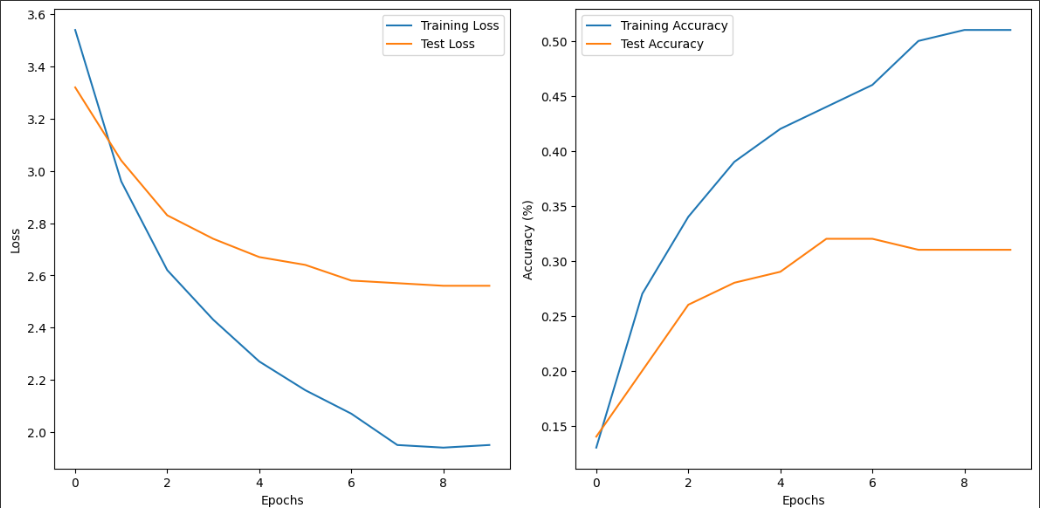 Training Loss
Test Loss
3.6
3.4
3.2
3.0
2.8
2.6
2.4
2.2
2.0
Loss
0 2 4 6 8
Epochs
Training Accuracy
Test Accuracy
0.50
0.45
0.40
0.35
0.30
0.25
0.20
0.15
Accuracy (%)
0 2 4 6 8
Epochs